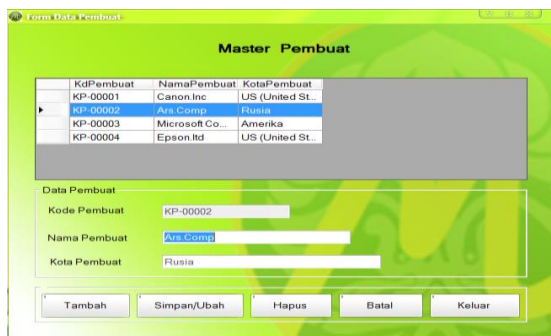 Form Data Pembuat
Master Pembuat
KdPembuat NamaPembuat KotaPembuat
KP-00001 Canon.Inc US (United St...
KP-00002 Ars.Comp Rusia
KP-00003 Microsoft Co... Amerika
KP-00004 Epson.ltd US (United St...
Data Pembuat
Kode Pembuat KP-00002
Nama Pembuat Ars.Comp
Kota Pembuat Rusia
Tambah Simpan/Ubah Hapus Batal Keluar